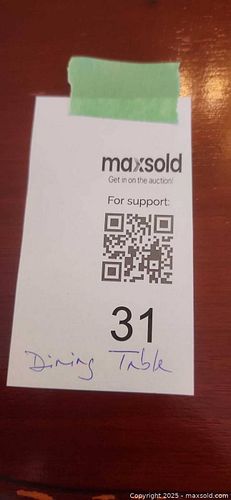 maxsold
Get in on the auction!
For support:
31
Dining Table
Copyright 2025 - maxsold.com